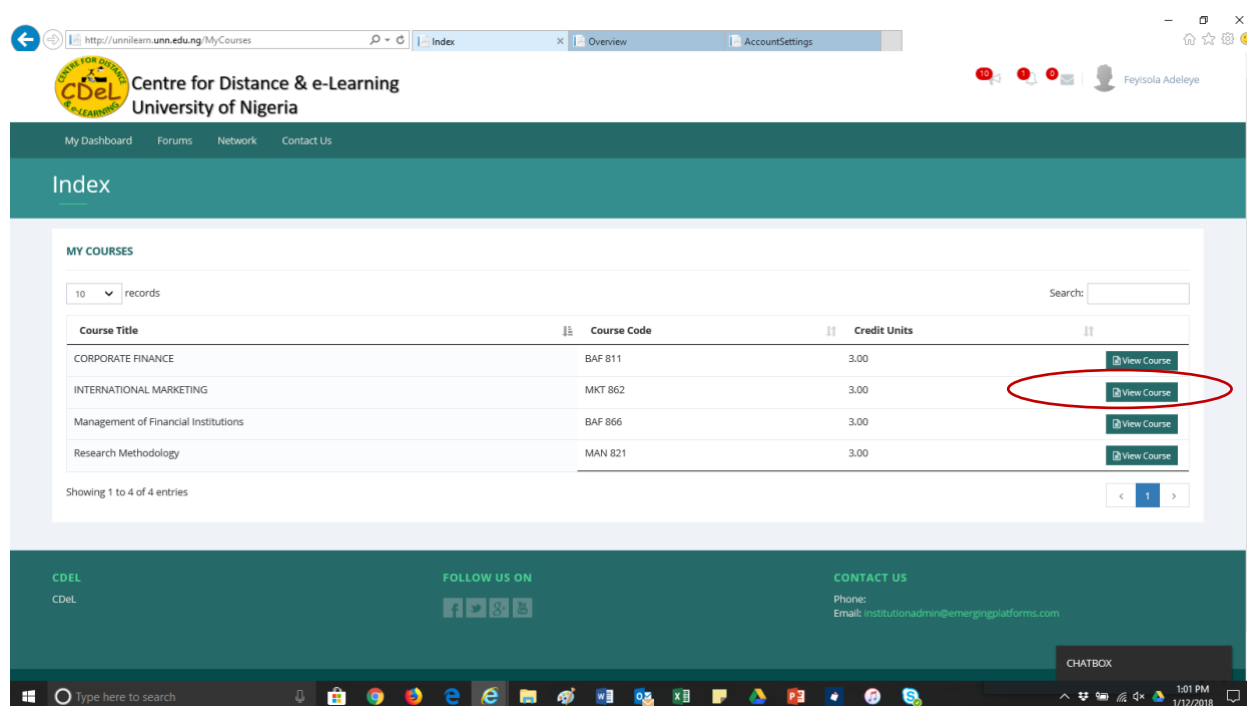 http://unnilearn.unn.edu.ng/MyCourses Index Overview AccountSettings
CENTRE FOR DISTANCE
CDeL
& e-LEARNING
Centre for Distance & e-Learning
University of Nigeria
10 1 0 Feyisola Adeleye
My Dashboard Forums Network Contact Us
Index
MY COURSES
10 records Search:
Course Title Course Code Credit Units
CORPORATE FINANCE BAF 811 3.00 View Course
INTERNATIONAL MARKETING MKT 862 3.00 View Course
Management of Financial Institutions BAF 866 3.00 View Course
Research Methodology MAN 821 3.00 View Course
Showing 1 to 4 of 4 entries < 1 >
CDEL FOLLOW US ON CONTACT US
CDeL Phone:
Email: institutionadmin@emergingplatforms.com
CHATBOX
Type here to search 1:01 PM
1/12/2018